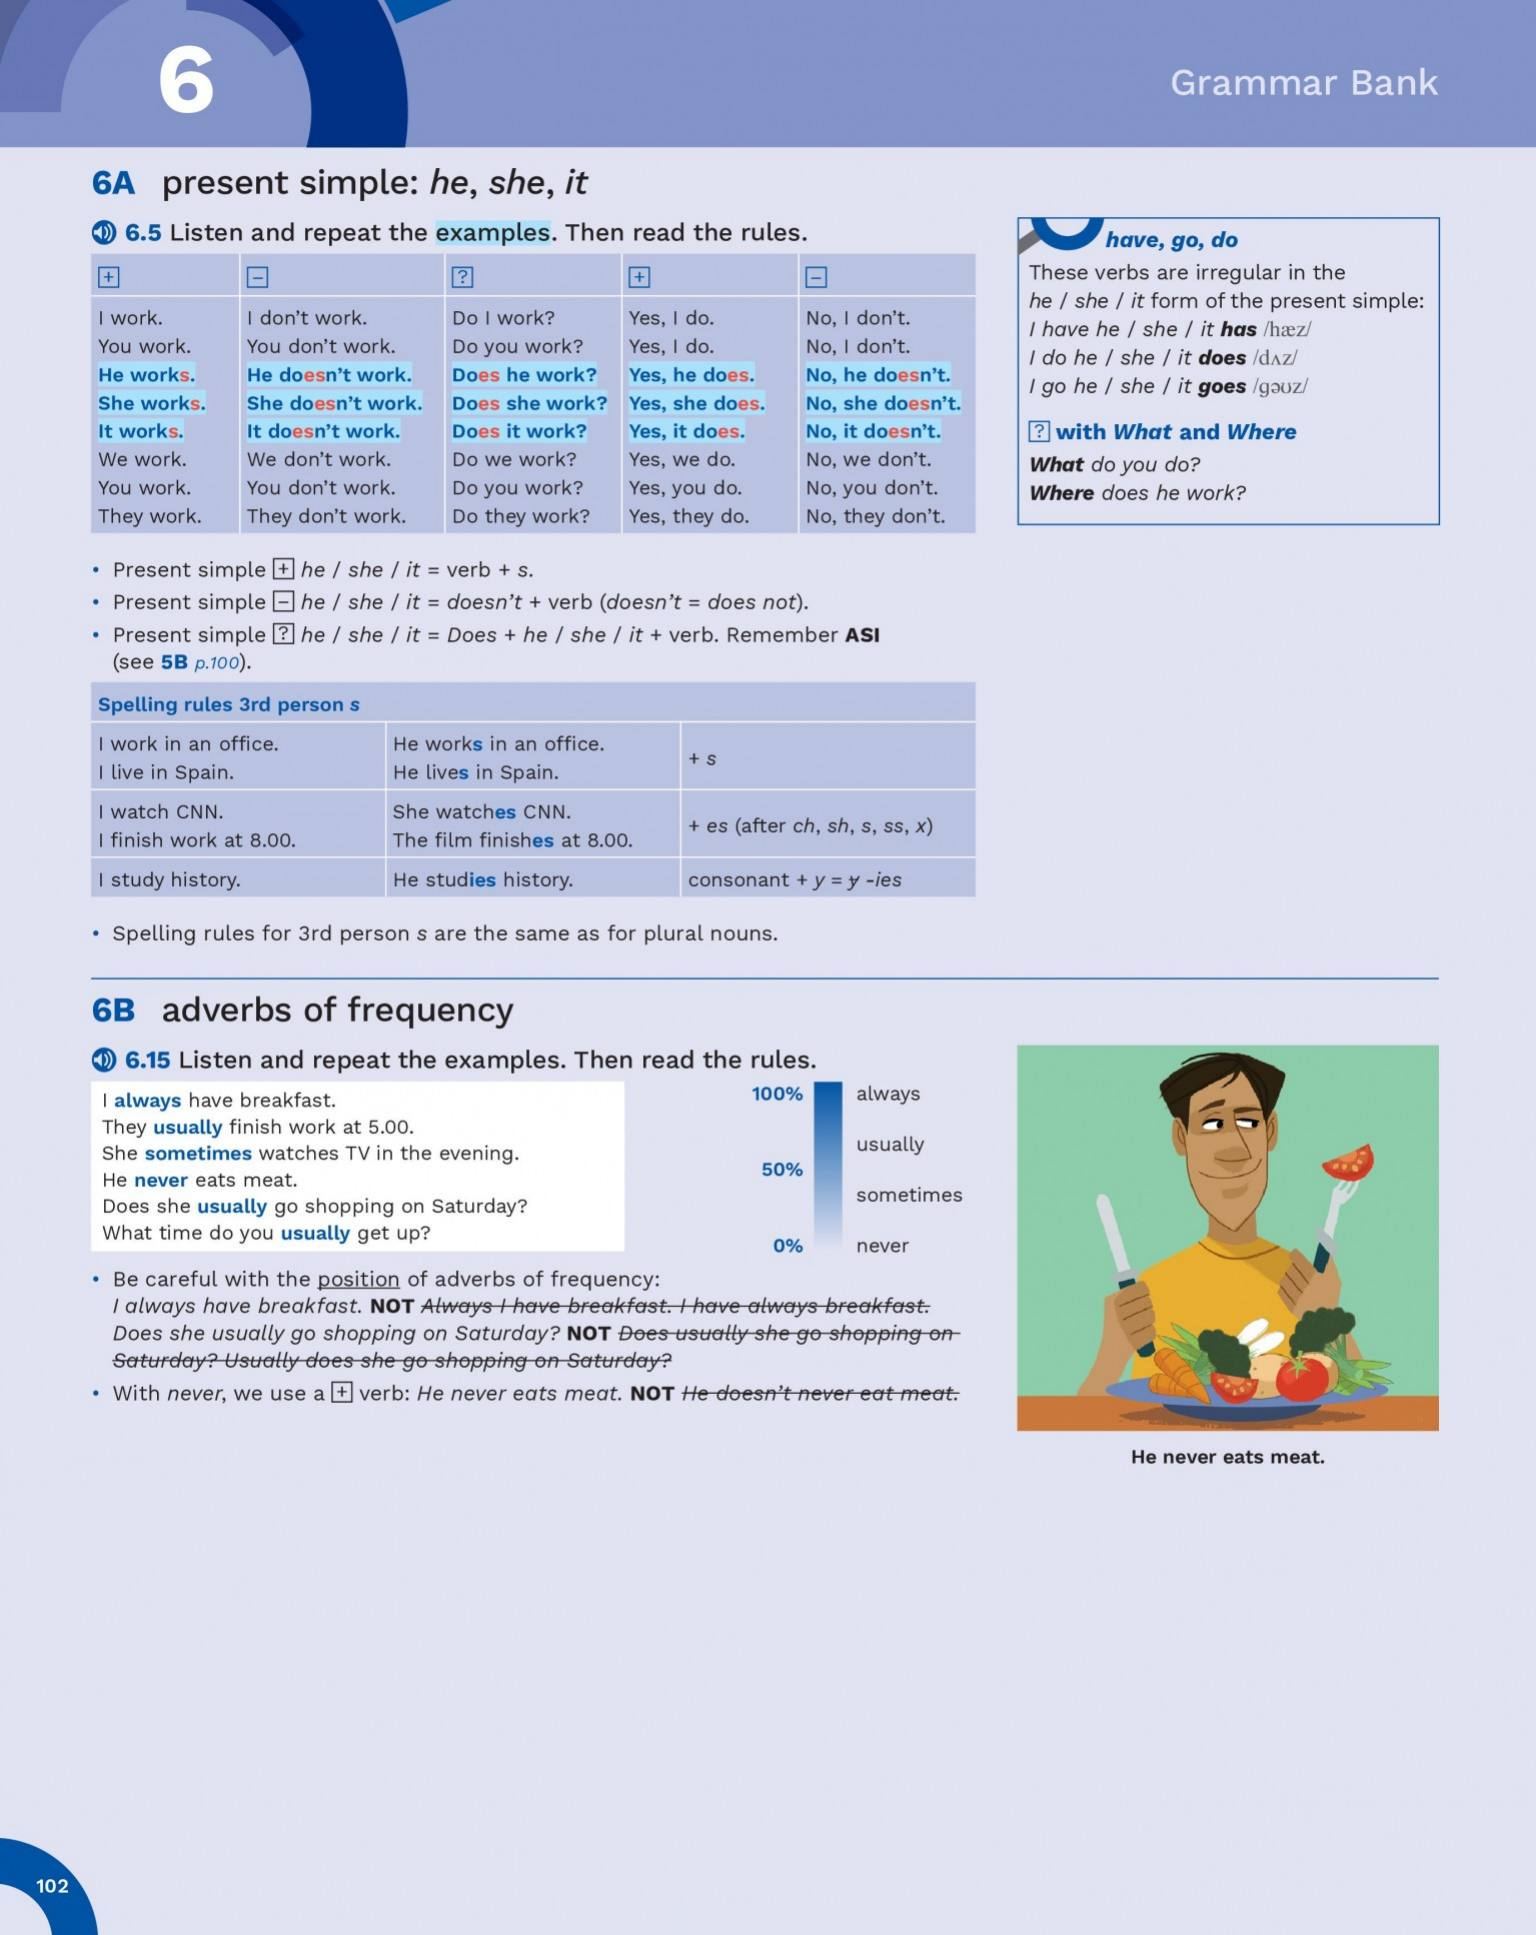 6
Grammar Bank
6A present simple: he, she, it
6.5 Listen and repeat the examples. Then read the rules.
+ − ? + −
I work. I don't work. Do I work? Yes, I do. No, I don't.
You work. You don't work. Do you work? Yes, I do. No, I don't.
He works. He doesn't work. Does he work? Yes, he does. No, he doesn't.
She works. She doesn't work. Does she work? Yes, she does. No, she doesn't.
It works. It doesn't work. Does it work? Yes, it does. No, it doesn't.
We work. We don't work. Do we work? Yes, we do. No, we don't.
You work. You don't work. Do you work? Yes, you do. No, you don't.
They work. They don't work. Do they work? Yes, they do. No, they don't.
• Present simple + he / she / it = verb + s.
• Present simple − he / she / it = doesn't + verb (doesn't = does not).
• Present simple ? he / she / it = Does + he / she / it + verb. Remember ASI
(see 5B p.100).
have, go, do
These verbs are irregular in the
he / she / it form of the present simple:
I have he / she / it has /hæz/
I do he / she / it does /dʌz/
I go he / she / it goes /gəʊz/
? with What and Where
What do you do?
Where does he work?
Spelling rules 3rd person s
I work in an office. He works in an office.
I live in Spain. He lives in Spain.
+ s
I watch CNN. She watches CNN.
I finish work at 8.00. The film finishes at 8.00.
+ es (after ch, sh, s, ss, x)
I study history. He studies history. consonant + y = y -ies
• Spelling rules for 3rd person s are the same as for plural nouns.
6B adverbs of frequency
6.15 Listen and repeat the examples. Then read the rules.
I always have breakfast.
They usually finish work at 5.00.
She sometimes watches TV in the evening.
He never eats meat.
Does she usually go shopping on Saturday?
What time do you usually get up?
100% always
usually
50%
sometimes
0% never
• Be careful with the position of adverbs of frequency:
I always have breakfast. NOT Always I have breakfast. I have always breakfast.
Does she usually go shopping on Saturday? NOT Does usually she go shopping on
Saturday? Usually does she go shopping on Saturday?
• With never, we use a + verb: He never eats meat. NOT He doesn't never eat meat.
He never eats meat.
102